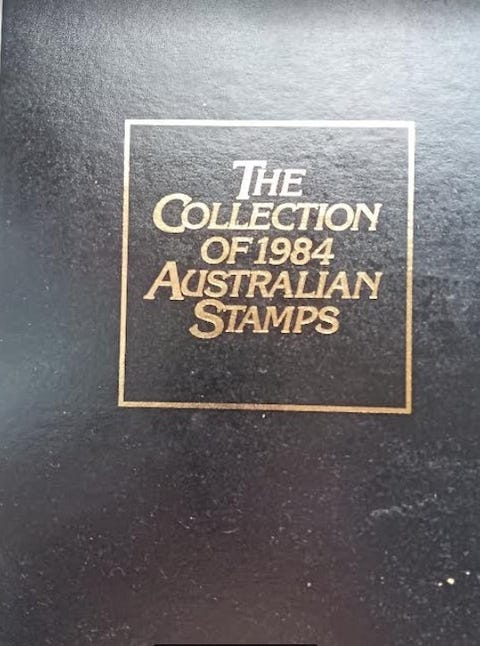 THE
COLLECTION
OF 1984
AUSTRALIAN
STAMPS